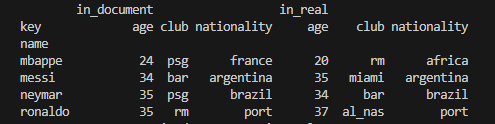 in_document in_real
key age club nationality age club nationality
name
mbappe 24 psg france 20 rm africa
messi 34 bar argentina 35 miami argentina
neymar 35 psg brazil 34 bar brazil
ronaldo 35 rm port 37 al_nas port